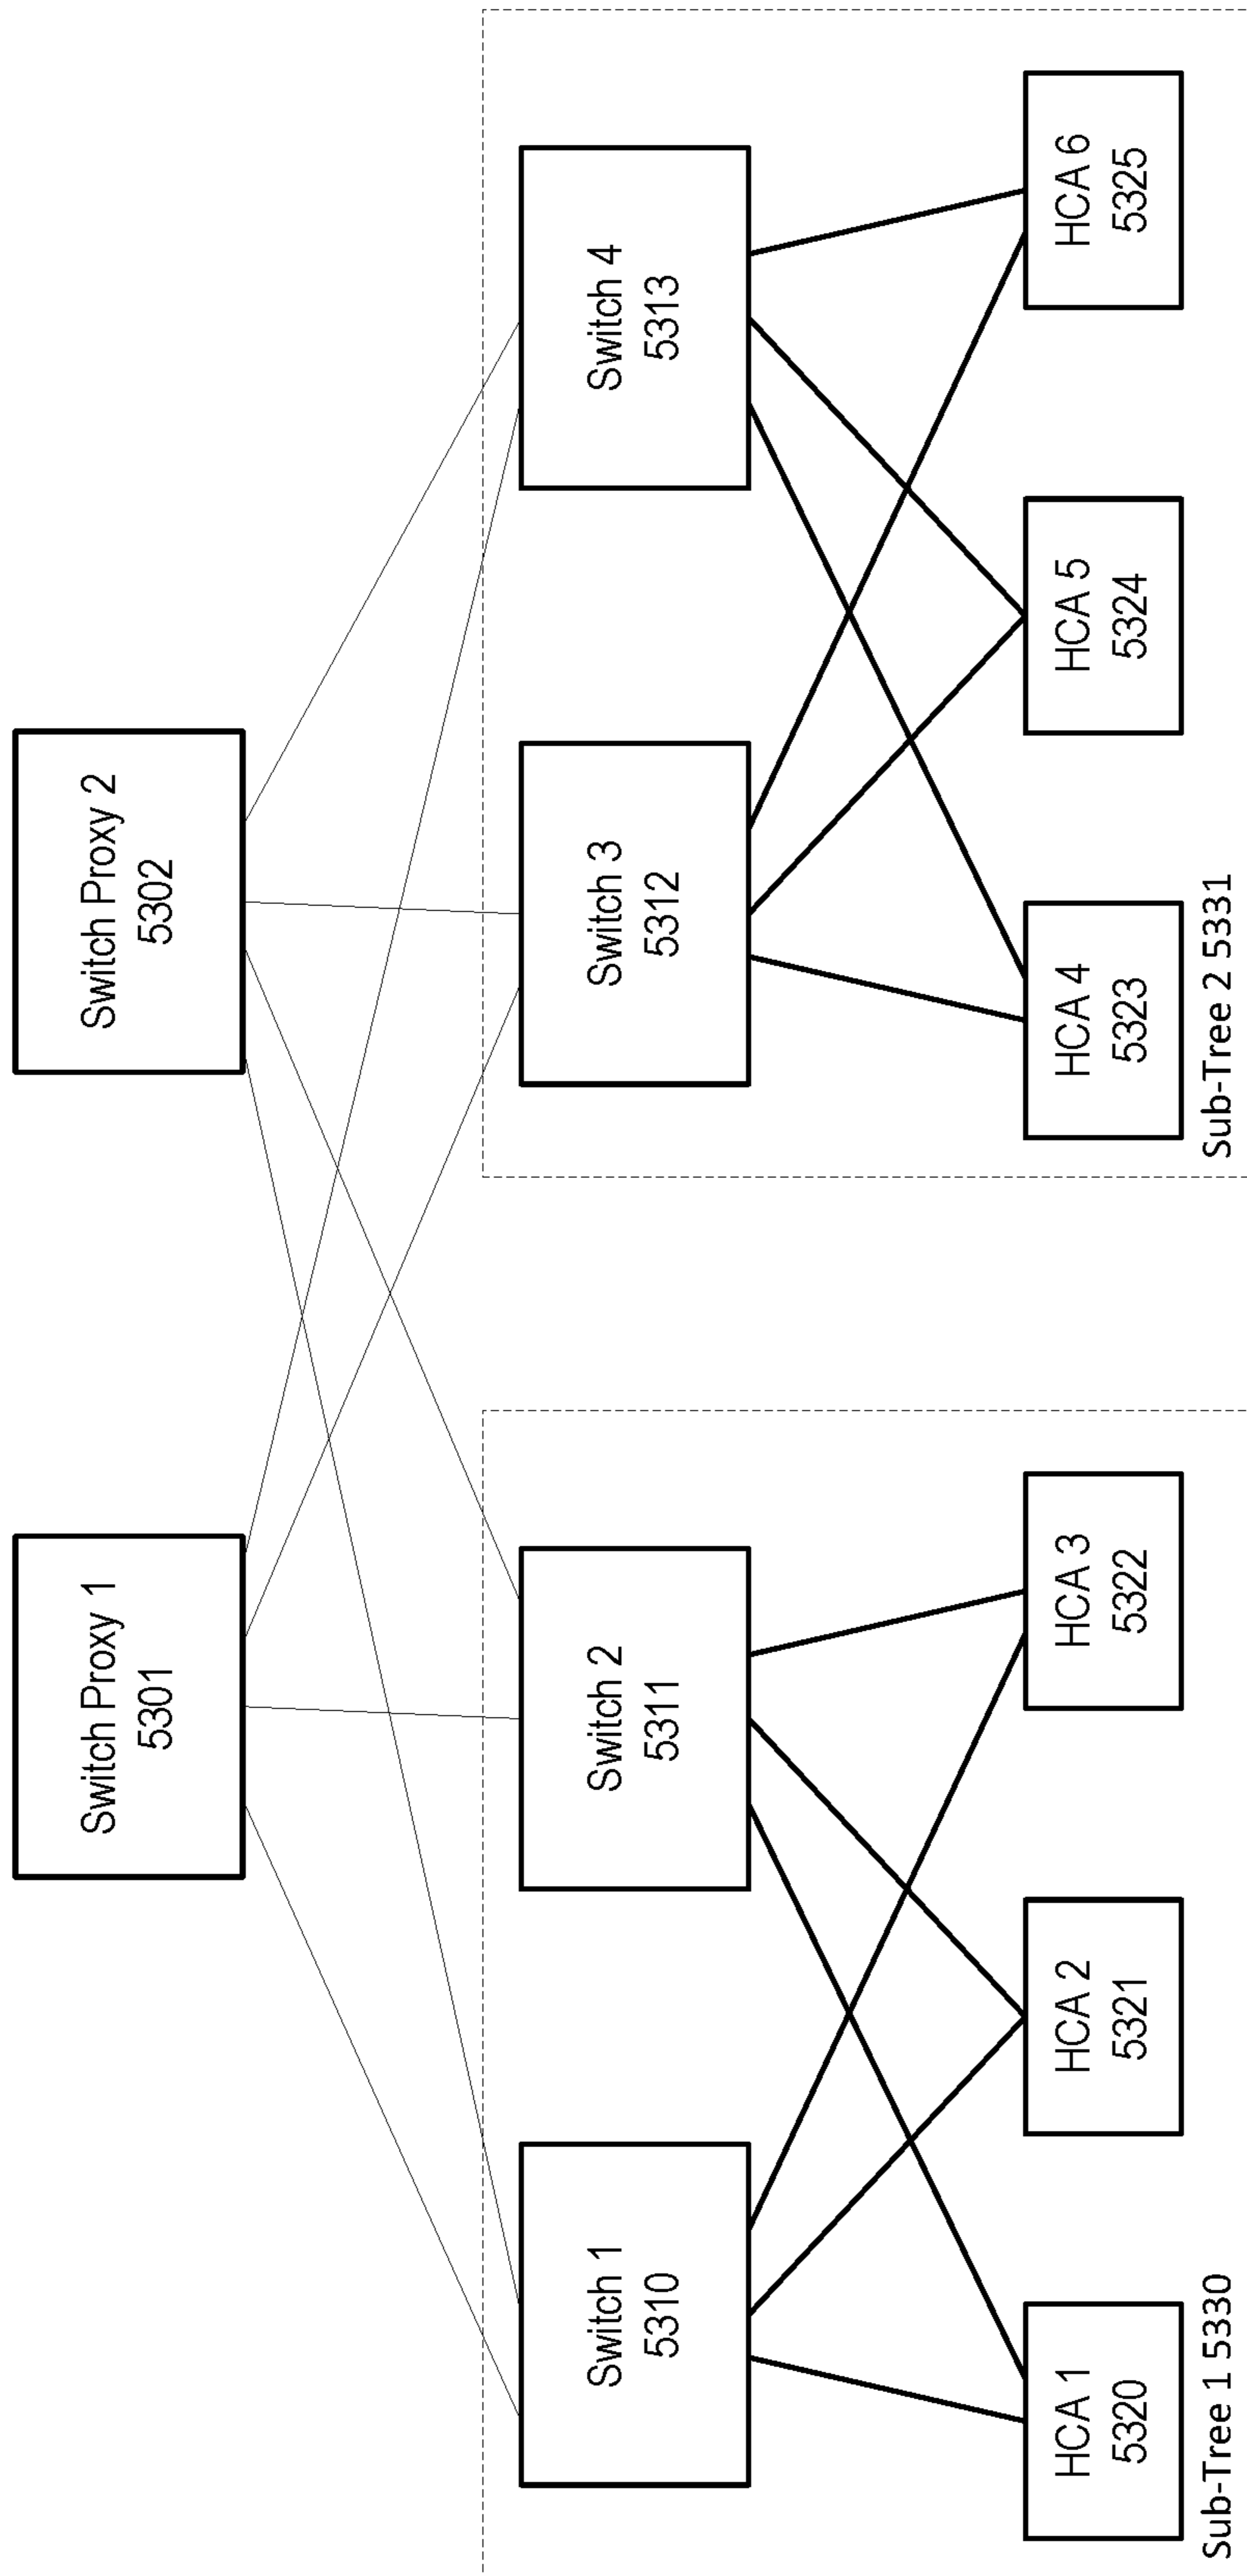 Switch Proxy 1
5301
Switch Proxy 2
5302
Switch 1
5310
Switch 2
5311
Switch 3
5312
Switch 4
5313
HCA 1
5320
HCA 2
5321
HCA 3
5322
HCA 4
5323
HCA 5
5324
HCA 6
5325
Sub-Tree 1 5330
Sub-Tree 2 5331